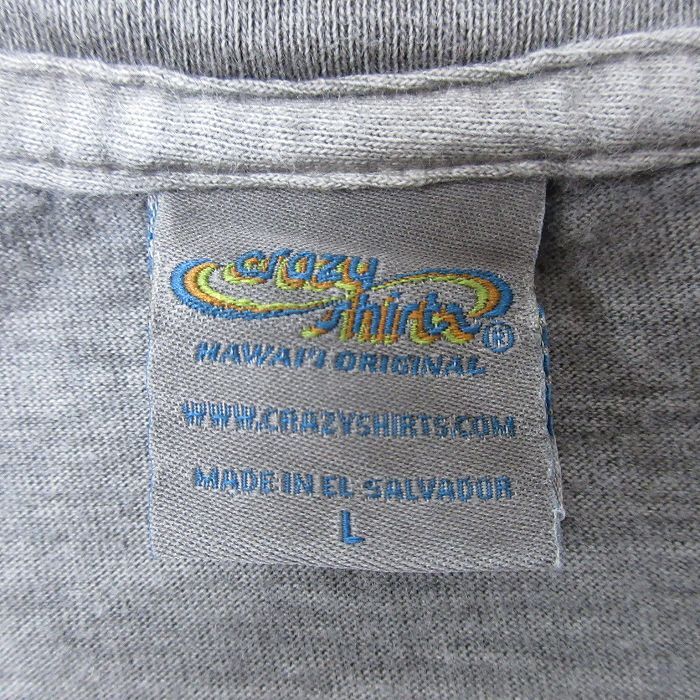 crazy
shirts®
HAWAI'I ORIGINAL
WWW.CRAZYSHIRTS.COM
MADE IN EL SALVADOR
L